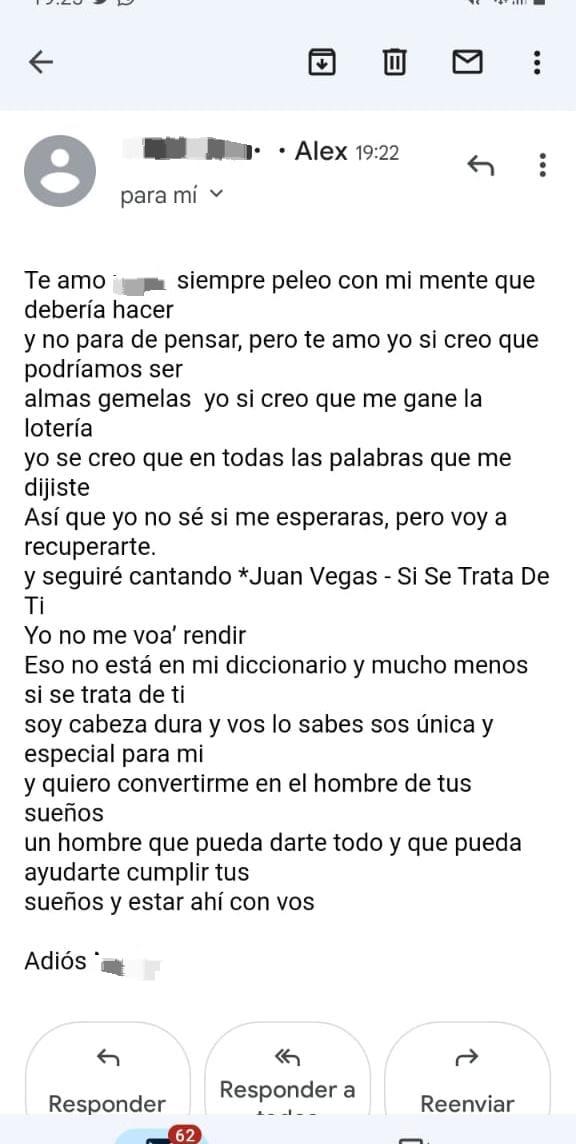 • Alex 19:22
para mí
Te amo siempre peleo con mi mente que
debería hacer
y no para de pensar, pero te amo yo si creo que
podríamos ser
almas gemelas yo si creo que me gane la
lotería
yo se creo que en todas las palabras que me
dijiste
Así que yo no sé si me esperaras, pero voy a
recuperarte.
y seguiré cantando *Juan Vegas - Si Se Trata De
Ti
Yo no me voa’ rendir
Eso no está en mi diccionario y mucho menos
si se trata de ti
soy cabeza dura y vos lo sabes sos única y
especial para mi
y quiero convertirme en el hombre de tus
sueños
un hombre que pueda darte todo y que pueda
ayudarte cumplir tus
sueños y estar ahí con vos
Adiós
Responder
Responder a
Reenviar
62